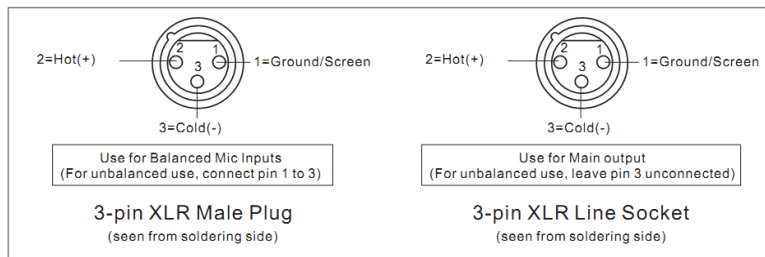 2
1
2=Hot(+)
1=Ground/Screen
3
3=Cold(-)
Use for Balanced Mic Inputs
(For unbalanced use, connect pin 1 to 3)
3-pin XLR Male Plug
(seen from soldering side)
2
1
2=Hot(+)
1=Ground/Screen
3
3=Cold(-)
Use for Main output
(For unbalanced use, leave pin 3 unconnected)
3-pin XLR Line Socket
(seen from soldering side)